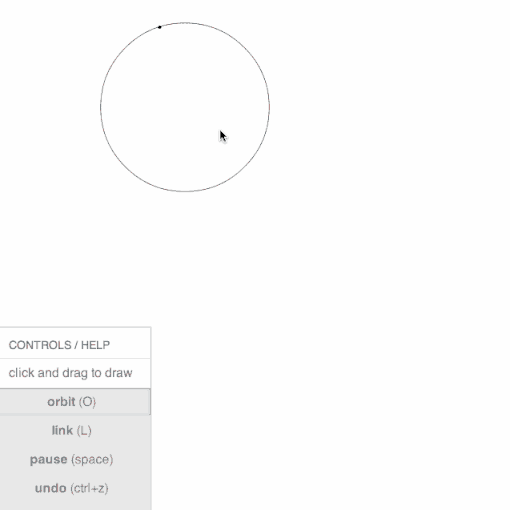 CONTROLS / HELP
click and drag to draw
orbit (O)
link (L)
pause (space)
undo (ctrl+z)